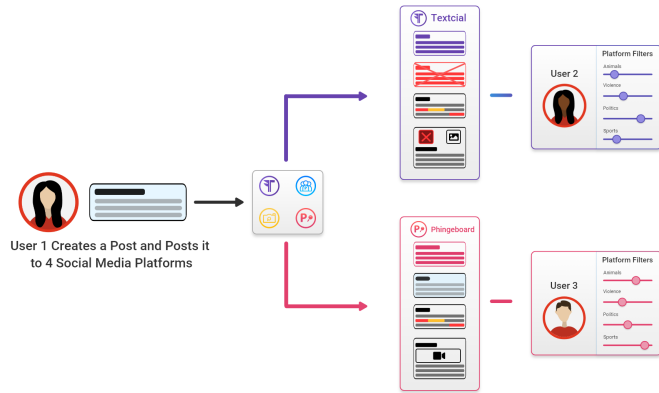 Textcial
Platform Filters
User 2
Animals
Violence
Politics
Sports
User 1 Creates a Post and Posts it
to 4 Social Media Platforms
Phingeboard
Platform Filters
User 3
Animals
Violence
Politics
Sports